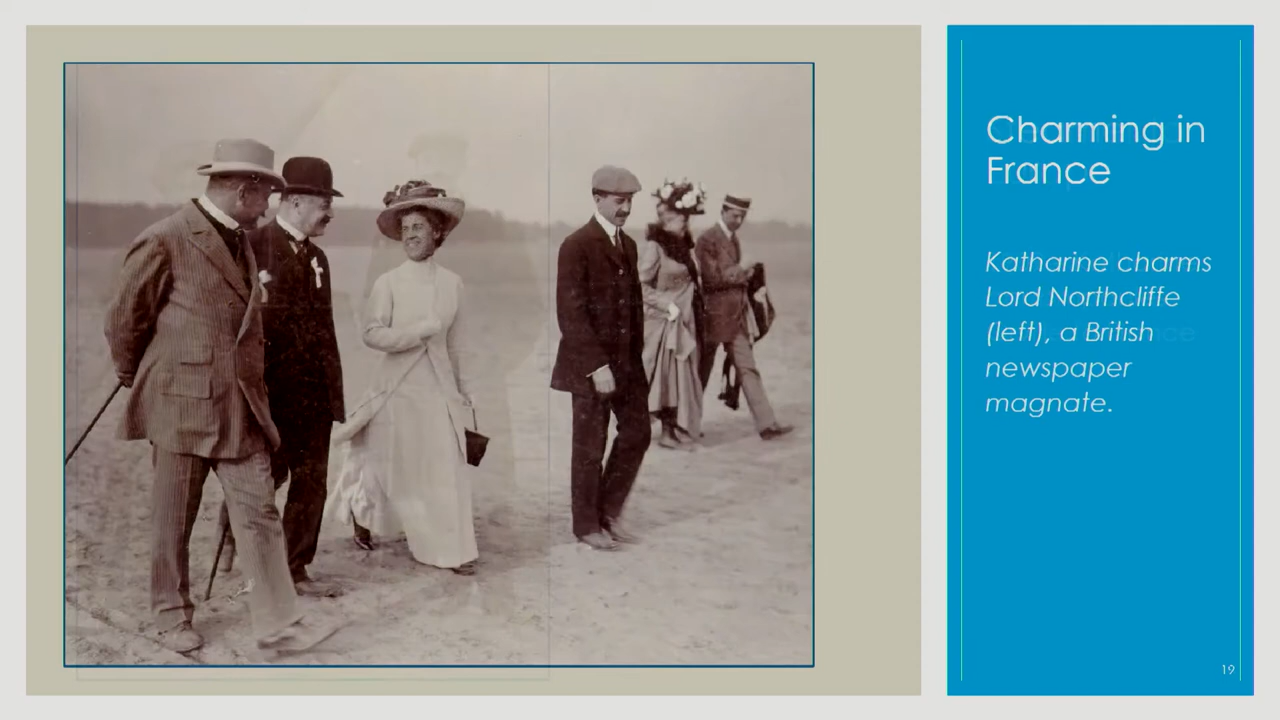 Charming in
France
Katharine charms
Lord Northcliffe
(left), a British
newspaper
magnate.
19